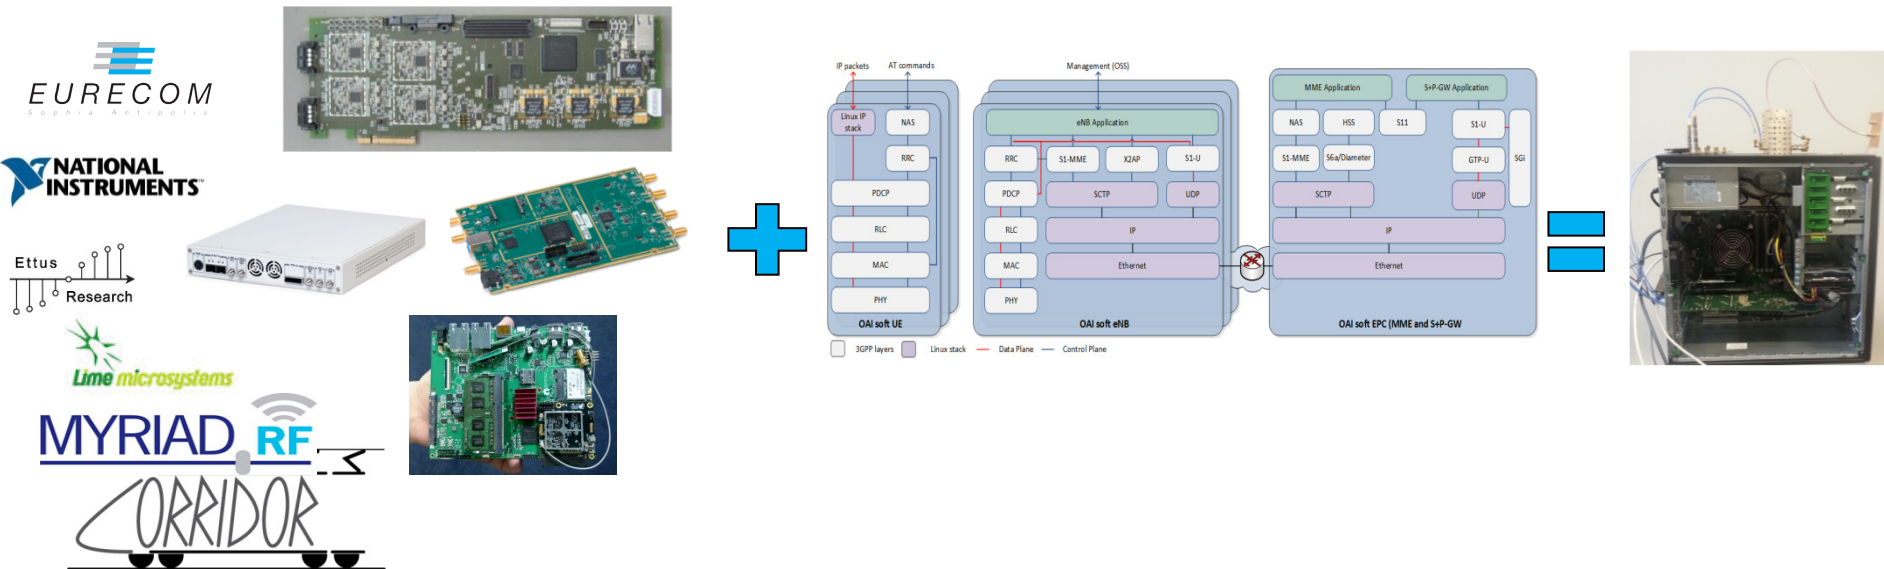 EURECOM
Sophia Antipolis
NATIONAL
INSTRUMENTS
Ettus
Research
Lime microsystems
MYRIAD RF
CORRIDOR
IP packets
AT commands
Linux IP
stack
NAS
RRC
PDCP
RLC
MAC
PHY
OAI soft UE
Management (OSS)
eNB Application
RRC
S1-MME
X2AP
S1-U
PDCP
SCTP
UDP
RLC
IP
MAC
Ethernet
PHY
OAI soft eNB
MME Application
S+P-GW Application
NAS
HSS
S11
S1-U
S1-MME
S6a/Diameter
GTP-U
SGi
SCTP
UDP
IP
Ethernet
OAI soft EPC (MME and S+P-GW
3GPP layers
Linux stack
Data Plane
Control Plane